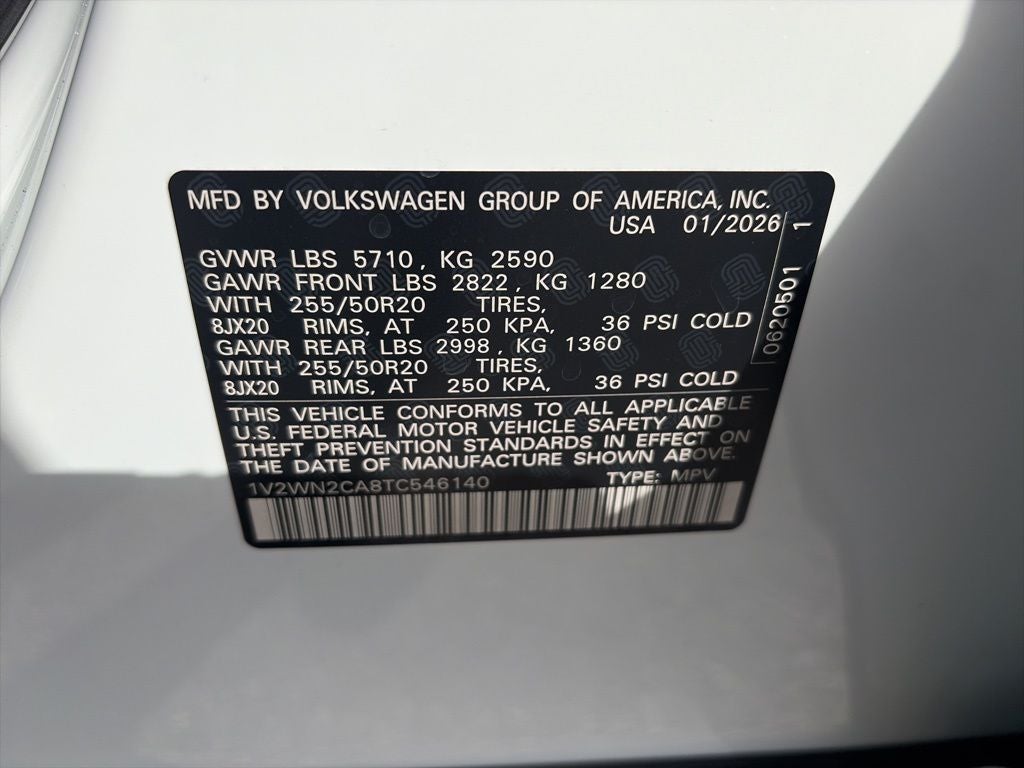 MFD BY VOLKSWAGEN GROUP OF AMERICA, INC.
USA 01/2026
GVWR LBS 5710, KG 2590
GAWR FRONT LBS 2822, KG 1280
WITH 255/50R20 TIRES,
8JX20 RIMS, AT 250 KPA, 36 PSI COLD
GAWR REAR LBS 2998, KG 1360
WITH 255/50R20 TIRES,
8JX20 RIMS, AT 250 KPA, 36 PSI COLD
THIS VEHICLE CONFORMS TO ALL APPLICABLE
U.S. FEDERAL MOTOR VEHICLE SAFETY AND
THEFT PREVENTION STANDARDS IN EFFECT ON
THE DATE OF MANUFACTURE SHOWN ABOVE.
1V2WN2CA8TC546140 TYPE: MPV
0620501 1